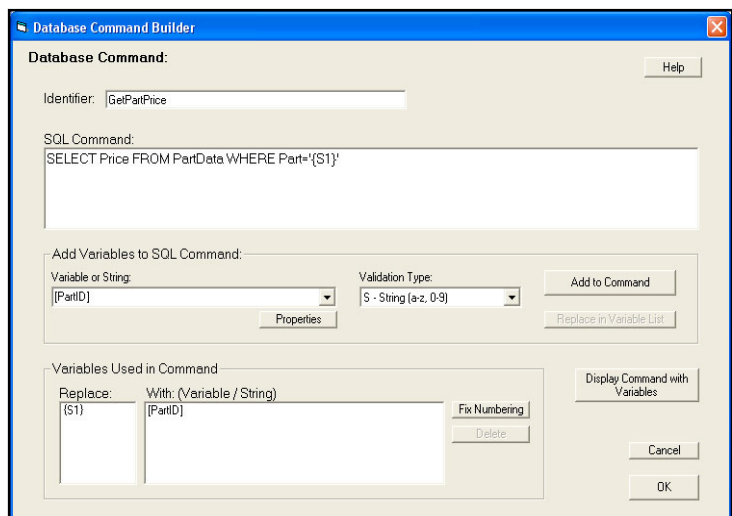 Database Command Builder
Database Command:
Help
Identifier: GetPartPrice
SQL Command:
SELECT Price FROM PartData WHERE Part='{S1}'
Add Variables to SQL Command:
Variable or String:
Validation Type:
[PartID]
S - String (a-z, 0-9)
Add to Command
Properties
Replace in Variable List
Variables Used in Command
Replace:
With: (Variable / String)
{S1}
[PartID]
Fix Numbering
Delete
Display Command with
Variables
Cancel
OK